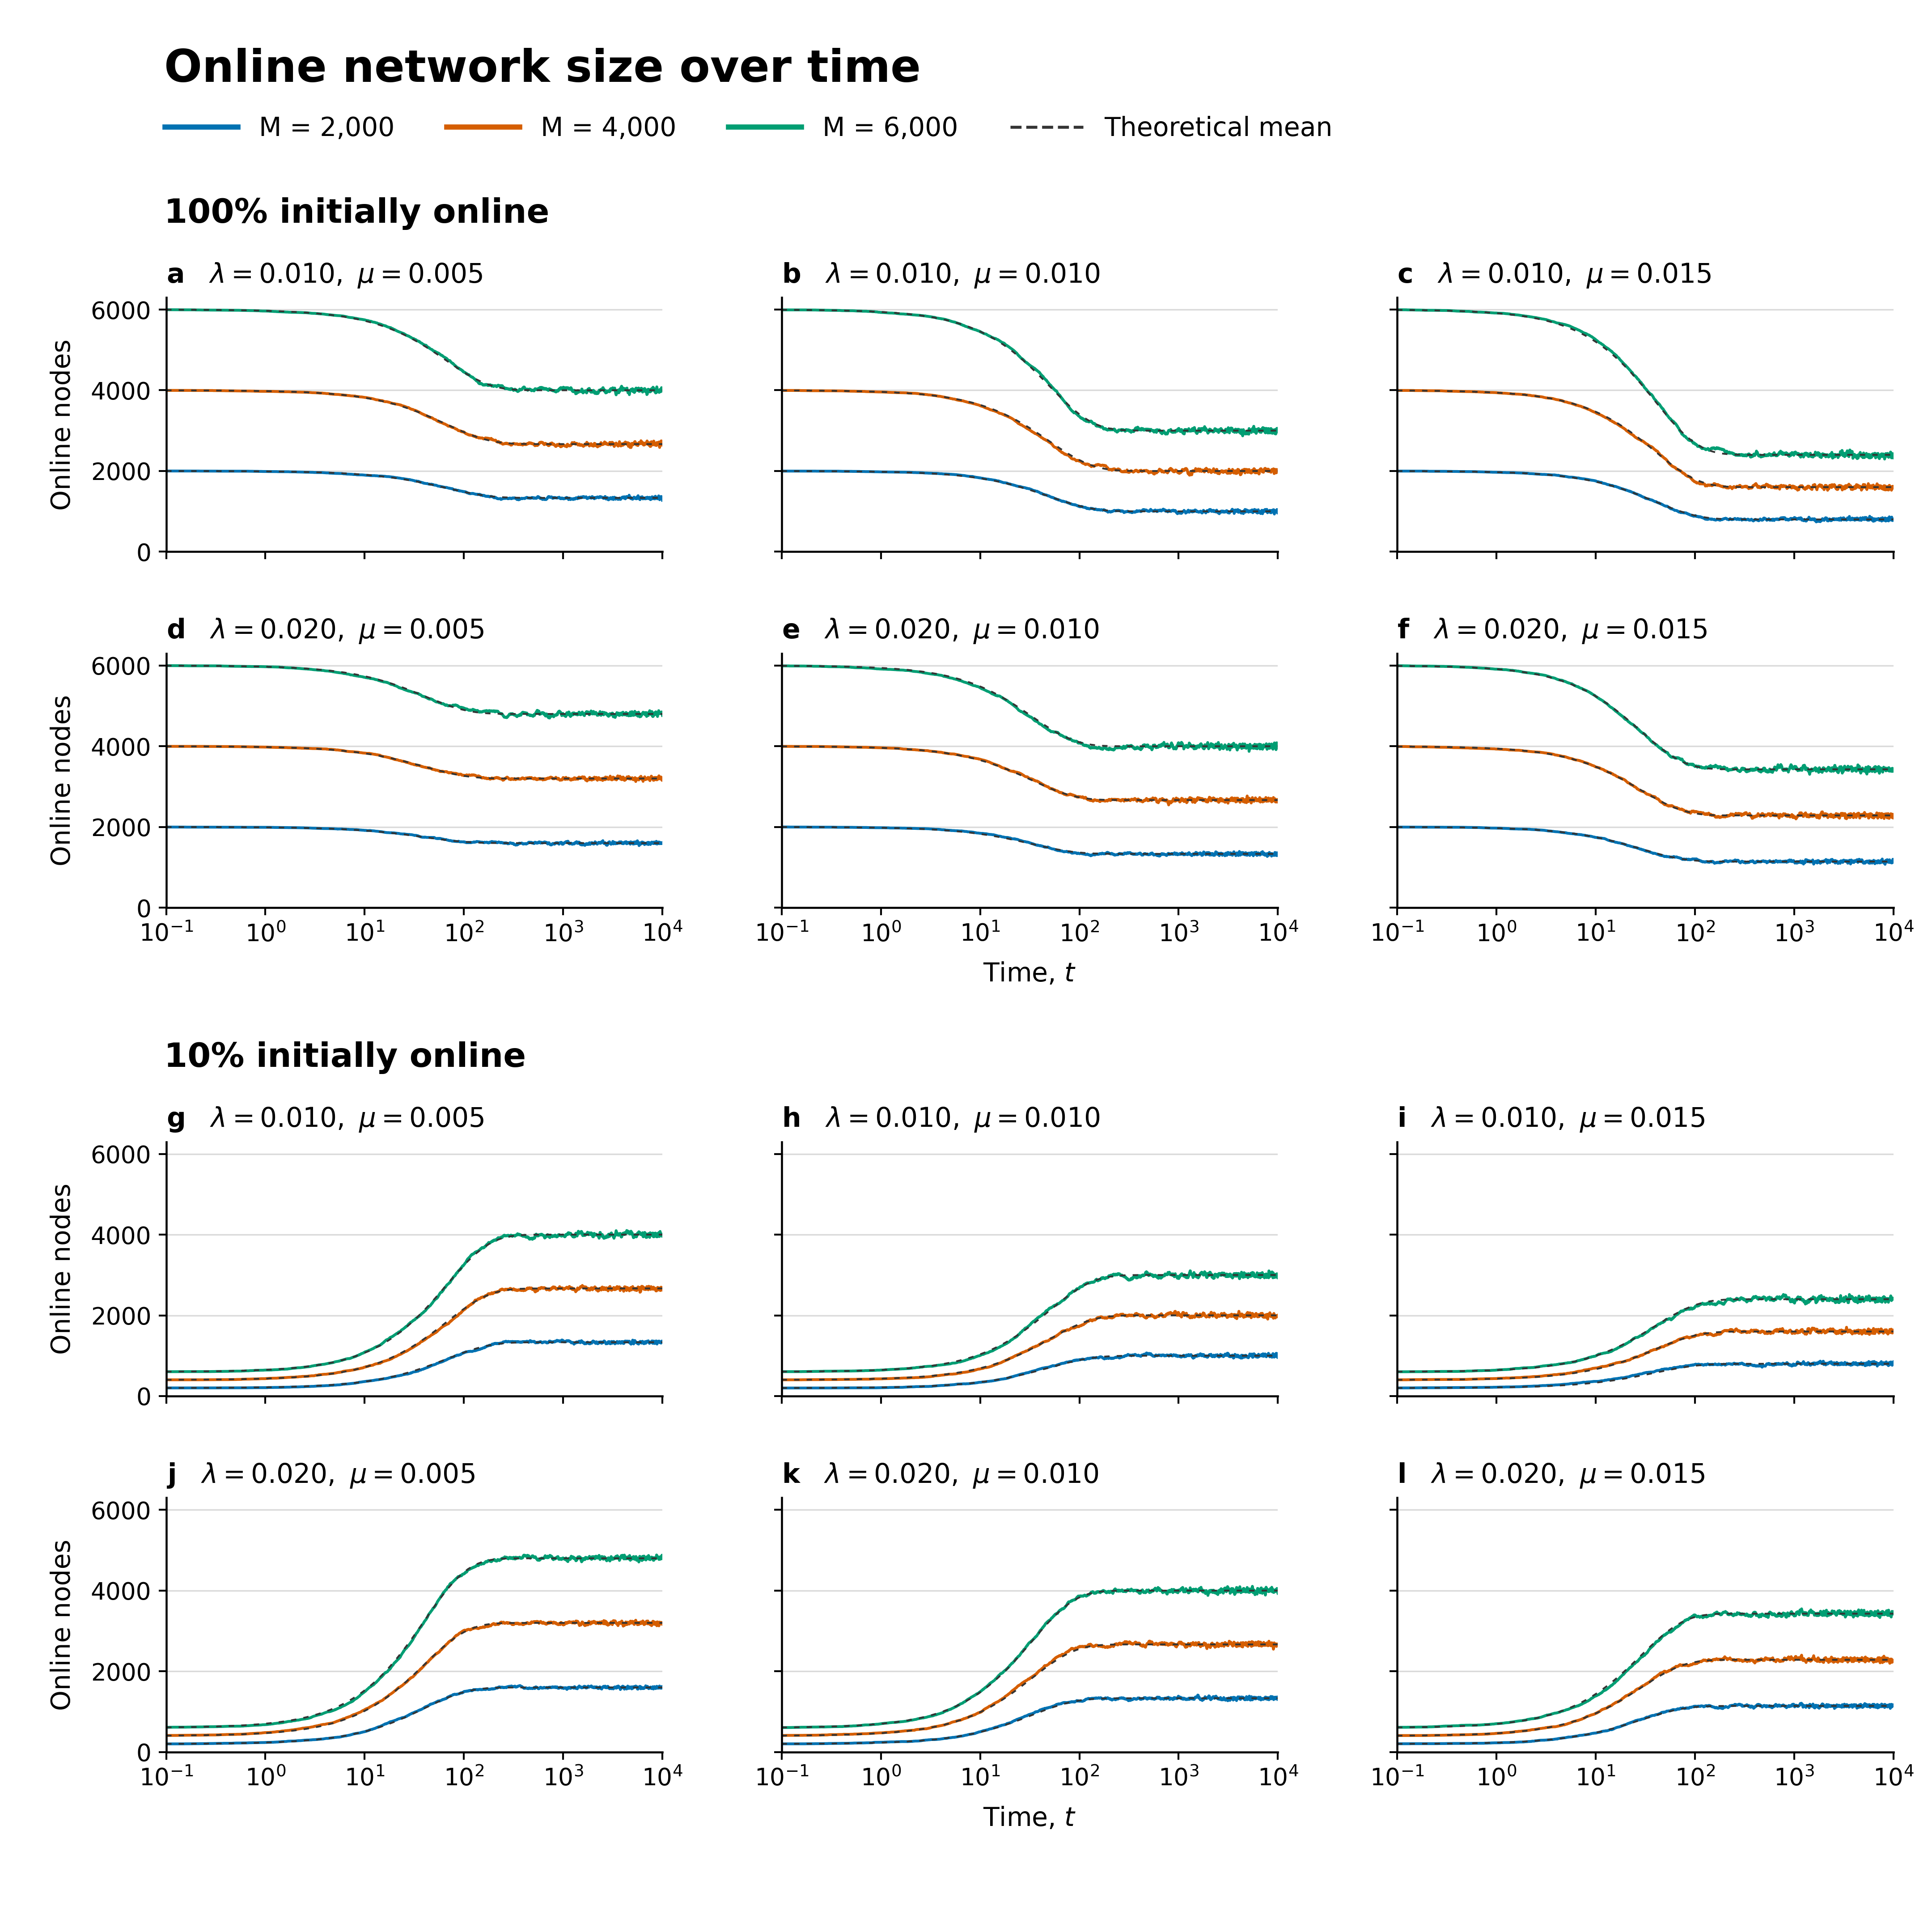 Online network size over time
M = 2,000 M = 4,000 M = 6,000 Theoretical mean
100% initially online
a λ = 0.010, μ = 0.005
b λ = 0.010, μ = 0.010
c λ = 0.010, μ = 0.015
Online nodes
6000
4000
2000
0
d λ = 0.020, μ = 0.005
e λ = 0.020, μ = 0.010
f λ = 0.020, μ = 0.015
Online nodes
6000
4000
2000
0
10⁻¹ 10⁰ 10¹ 10² 10³ 10⁴
10⁻¹ 10⁰ 10¹ 10² 10³ 10⁴
10⁻¹ 10⁰ 10¹ 10² 10³ 10⁴
Time, t
10% initially online
g λ = 0.010, μ = 0.005
h λ = 0.010, μ = 0.010
i λ = 0.010, μ = 0.015
Online nodes
6000
4000
2000
0
j λ = 0.020, μ = 0.005
k λ = 0.020, μ = 0.010
l λ = 0.020, μ = 0.015
Online nodes
6000
4000
2000
0
10⁻¹ 10⁰ 10¹ 10² 10³ 10⁴
10⁻¹ 10⁰ 10¹ 10² 10³ 10⁴
10⁻¹ 10⁰ 10¹ 10² 10³ 10⁴
Time, t